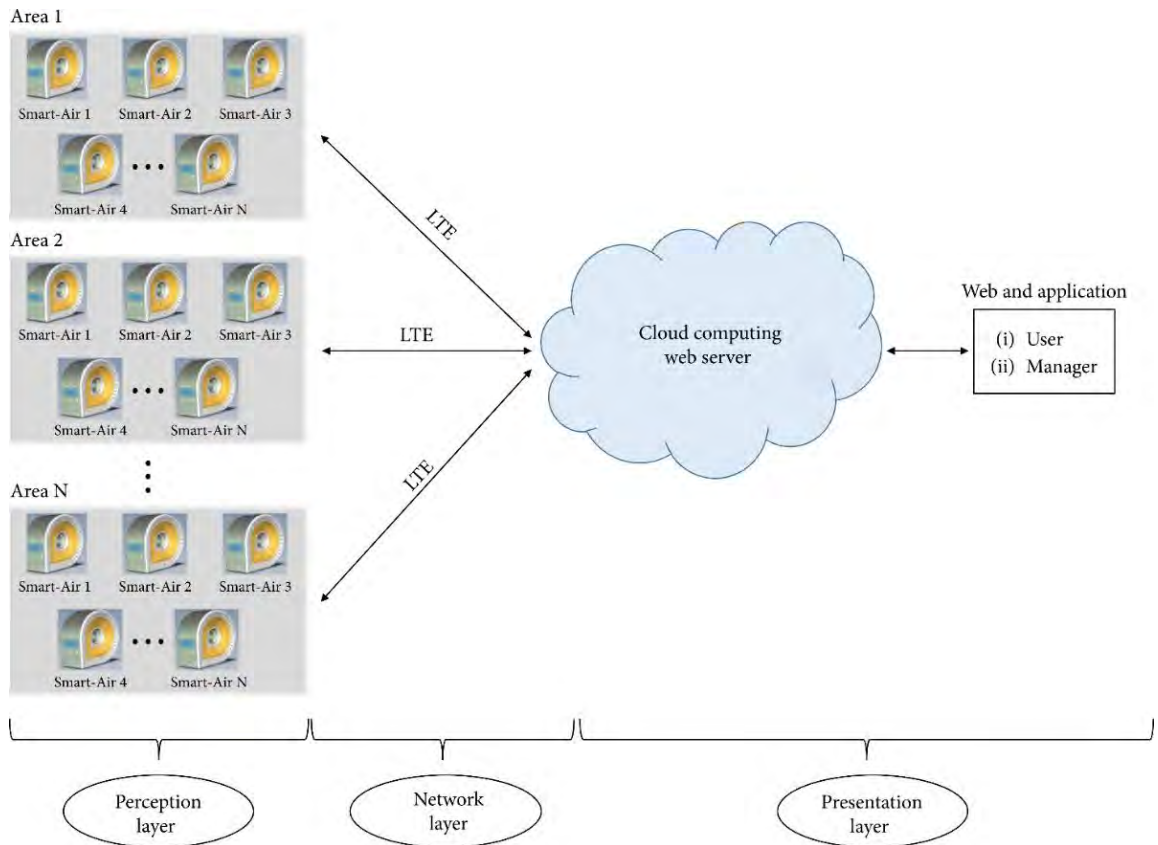 Area 1
Smart-Air 1 Smart-Air 2 Smart-Air 3
Smart-Air 4 Smart-Air N
Area 2
Smart-Air 1 Smart-Air 2 Smart-Air 3
Smart-Air 4 Smart-Air N
Area N
Smart-Air 1 Smart-Air 2 Smart-Air 3
Smart-Air 4 Smart-Air N
LTE
LTE
LTE
Cloud computing
web server
Web and application
(i) User
(ii) Manager
Perception
layer
Network
layer
Presentation
layer